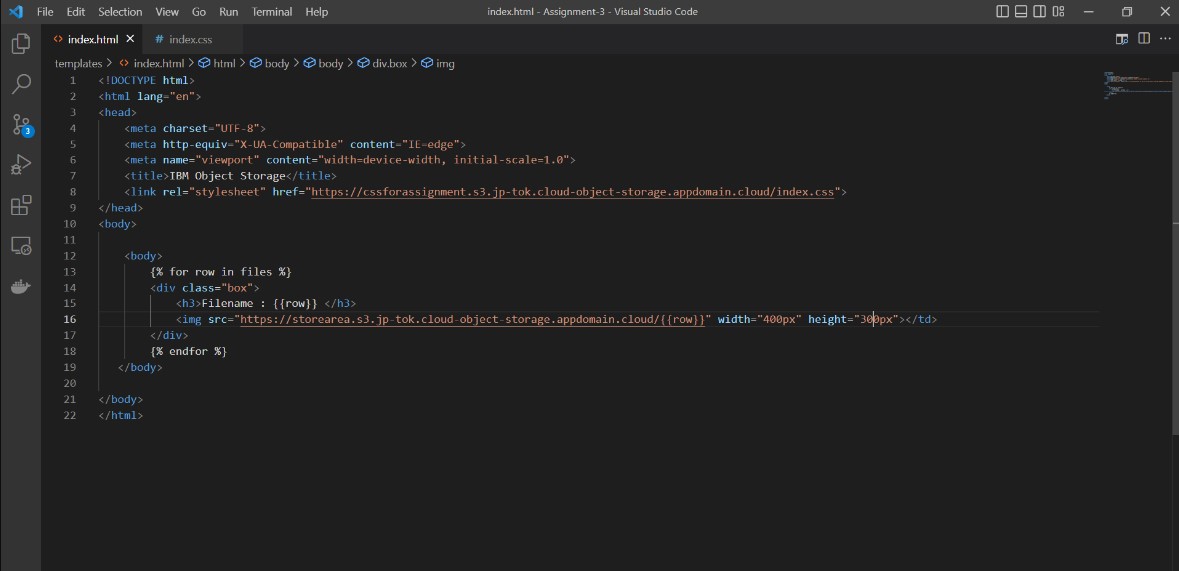 File Edit Selection View Go Run Terminal Help index.html - Assignment-3 - Visual Studio Code
<> index.html × # index.css
templates > <> index.html > html > body > body > div.box > img
1 <!DOCTYPE html>
2 <html lang="en">
3 <head>
4 <meta charset="UTF-8">
5 <meta http-equiv="X-UA-Compatible" content="IE=edge">
6 <meta name="viewport" content="width=device-width, initial-scale=1.0">
7 <title>IBM Object Storage</title>
8 <link rel="stylesheet" href="https://cssforassignment.s3.jp-tok.cloud-object-storage.appdomain.cloud/index.css">
9 </head>
10 <body>
11
12 <body>
13 {% for row in files %}
14 <div class="box">
15 <h3>Filename : {{row}} </h3>
16 <img src="https://storearea.s3.jp-tok.cloud-object-storage.appdomain.cloud/{{row}}" width="400px" height="300px"></td>
17 </div>
18 {% endfor %}
19 </body>
20
21 </body>
22 </html>
3